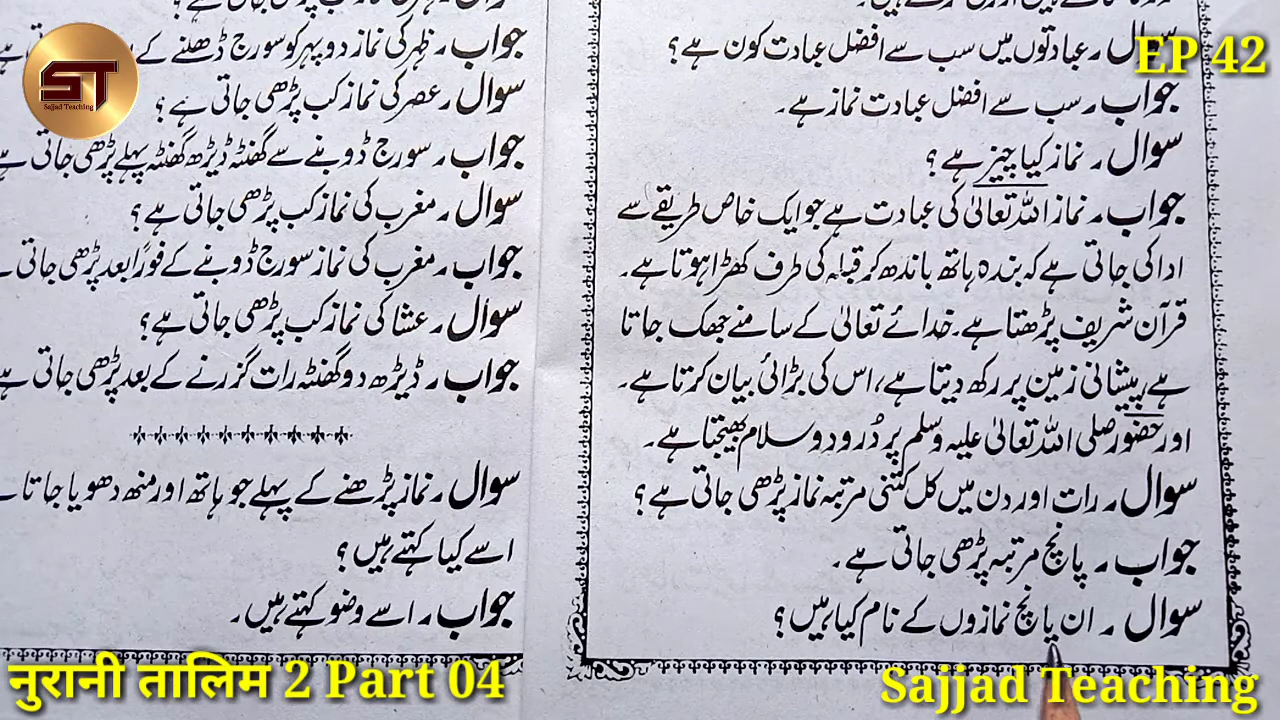 سوال ۔ عبادتوں میں سب سے افضل عبادت کون ہے؟
جواب ۔ سب سے افضل عبادت نماز ہے۔
سوال ۔ نماز کیا چیز ہے؟
جواب ۔ نماز اللہ تعالیٰ کی عبادت ہے جو ایک خاص طریقے سے
ادا کی جاتی ہے کہ بندہ ہاتھ باندھ کر قبلہ کی طرف کھڑا ہوتا ہے۔
قرآن شریف پڑھتا ہے۔ خدائے تعالیٰ کے سامنے جھک جاتا
ہے، پیشانی زمین پر رکھ دیتا ہے، اس کی بڑائی بیان کرتا ہے۔
اور حضور صلی اللہ تعالیٰ علیہ وسلم پر دُرود و سلام بھیجتا ہے۔
سوال ۔ رات اور دن میں کل کتنی مرتبہ نماز پڑھی جاتی ہے؟
جواب ۔ پانچ مرتبہ پڑھی جاتی ہے۔
سوال ۔ ان پانچ نمازوں کے نام کیا ہیں؟
جواب ۔ ظہر کی نماز دوپہر کو سورج ڈھلنے کے
سوال ۔ عصر کی نماز کب پڑھی جاتی ہے؟
جواب ۔ سورج ڈوبنے سے گھنٹہ ڈیڑھ گھنٹہ پہلے پڑھی جاتی ہے
سوال ۔ مغرب کی نماز کب پڑھی جاتی ہے؟
جواب ۔ مغرب کی نماز سورج ڈوبنے کے فوراً بعد پڑھی جاتی
سوال ۔ عشا کی نماز کب پڑھی جاتی ہے؟
جواب ۔ ڈیڑھ دو گھنٹہ رات گزرنے کے بعد پڑھی جاتی ہے
سوال ۔ نماز پڑھنے کے پہلے جو ہاتھ اور منھ دھویا جاتا
اسے کیا کہتے ہیں؟
جواب ۔ اسے وضو کہتے ہیں۔
ST
Sajjad Teaching
EP 42
नुरानी तालिम 2 Part 04
Sajjad Teaching